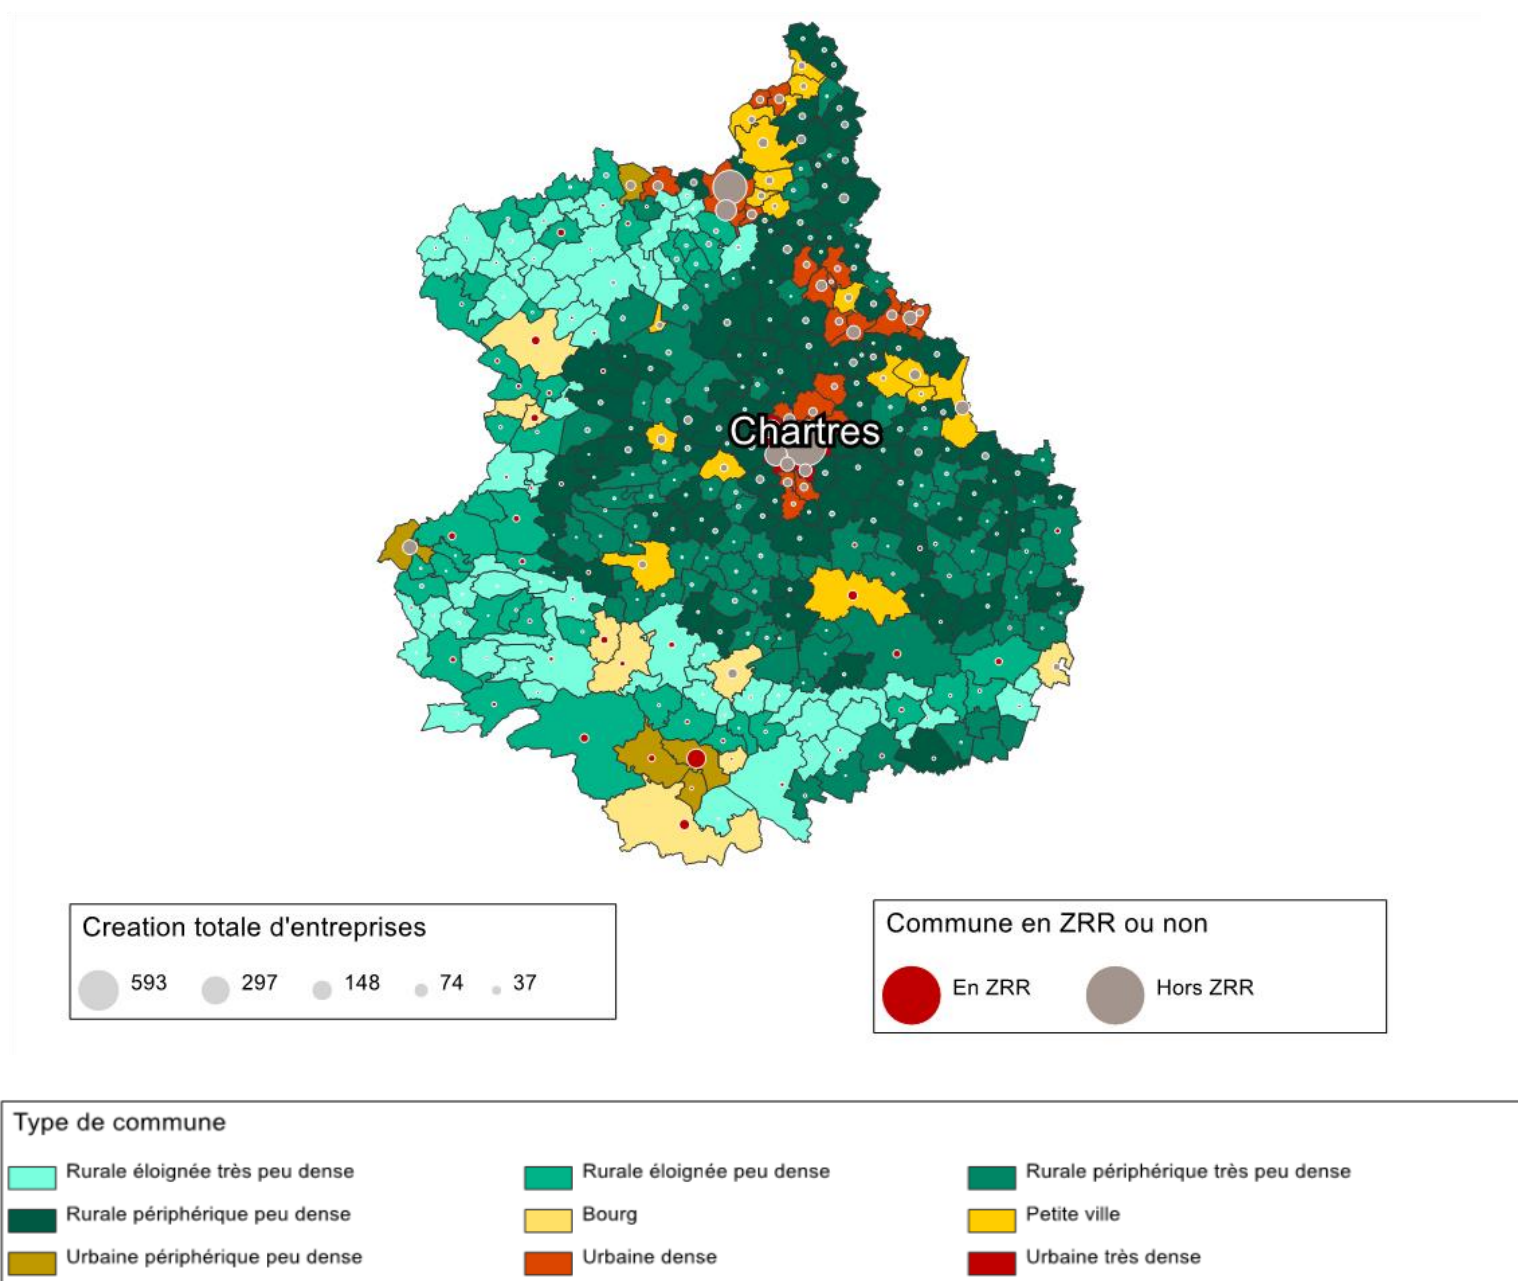 Chartres
Creation totale d'entreprises
593 297 148 74 37
Commune en ZRR ou non
En ZRR Hors ZRR
Type de commune
Rurale éloignée très peu dense Rurale éloignée peu dense Rurale périphérique très peu dense
Rurale périphérique peu dense Bourg Petite ville
Urbaine périphérique peu dense Urbaine dense Urbaine très dense